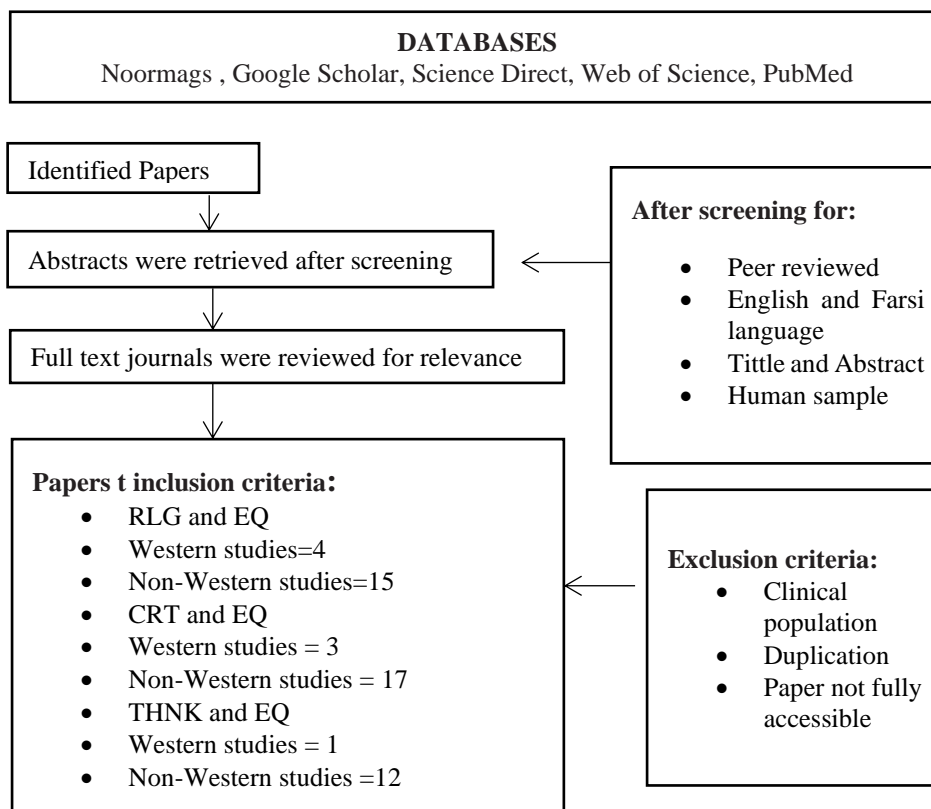 DATABASES
Noormags , Google Scholar, Science Direct, Web of Science, PubMed
Identified Papers
Abstracts were retrieved after screening
Full text journals were reviewed for relevance
After screening for:
• Peer reviewed
• English and Farsi
language
• Tittle and Abstract
• Human sample
Papers t inclusion criteria:
• RLG and EQ
• Western studies=4
• Non-Western studies=15
• CRT and EQ
• Western studies = 3
• Non-Western studies = 17
• THNK and EQ
• Western studies = 1
• Non-Western studies =12
Exclusion criteria:
• Clinical
population
• Duplication
• Paper not fully
accessible